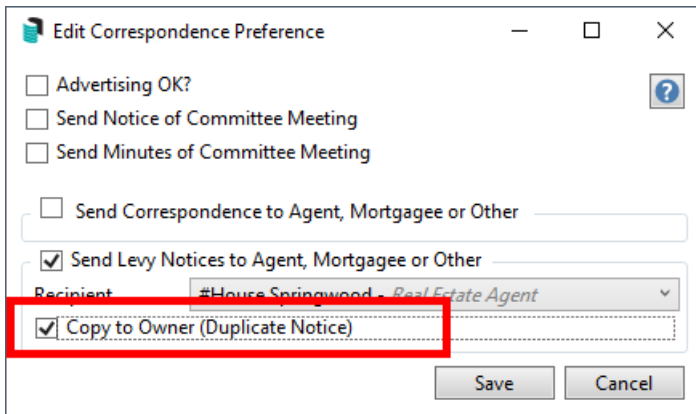 Edit Correspondence Preference
Advertising OK?
Send Notice of Committee Meeting
Send Minutes of Committee Meeting
Send Correspondence to Agent, Mortgagee or Other
Send Levy Notices to Agent, Mortgagee or Other
Recipient #House Springwood - Real Estate Agent
Copy to Owner (Duplicate Notice)
Save Cancel